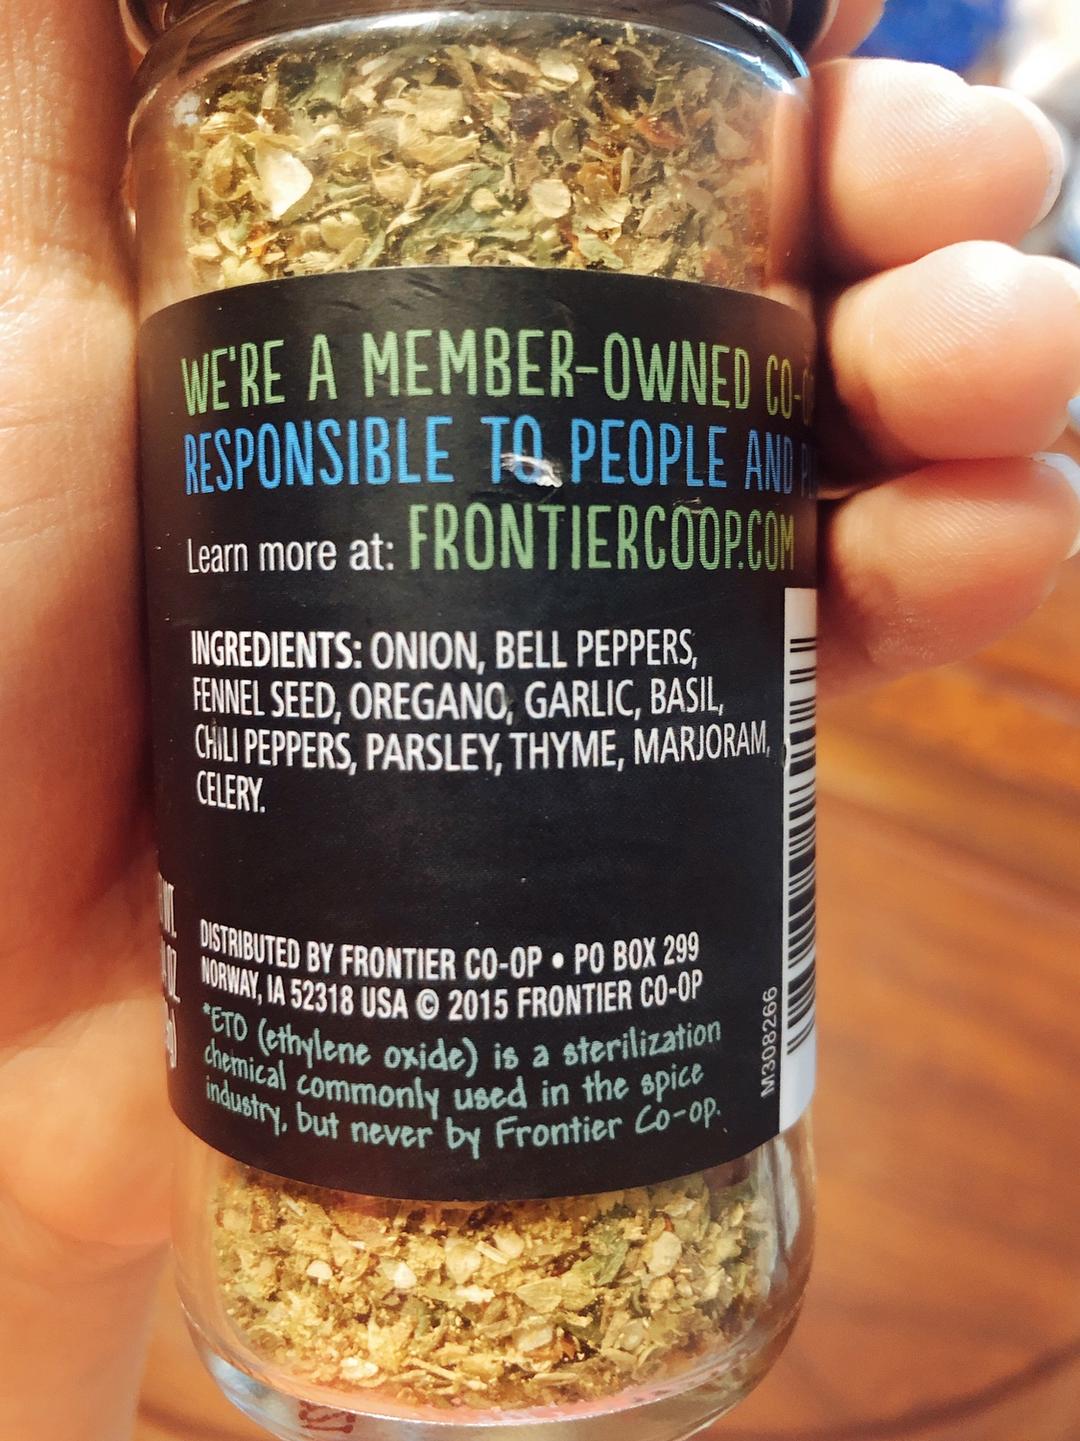 WE'RE A MEMBER-OWNED
RESPONSIBLE TO PEOPLE AND
Learn more at: FRONTIERCOOP.COM
INGREDIENTS: ONION, BELL PEPPERS,
FENNEL SEED, OREGANO, GARLIC, BASIL,
CHILI PEPPERS, PARSLEY, THYME, MARJORAM,
CELERY.
DISTRIBUTED BY FRONTIER CO-OP • PO BOX 299
NORWAY, IA 52318 USA © 2015 FRONTIER CO-OP
*ETO (ethylene oxide) is a sterilization
chemical commonly used in the spice
industry, but never by Frontier Co-op.
M308266